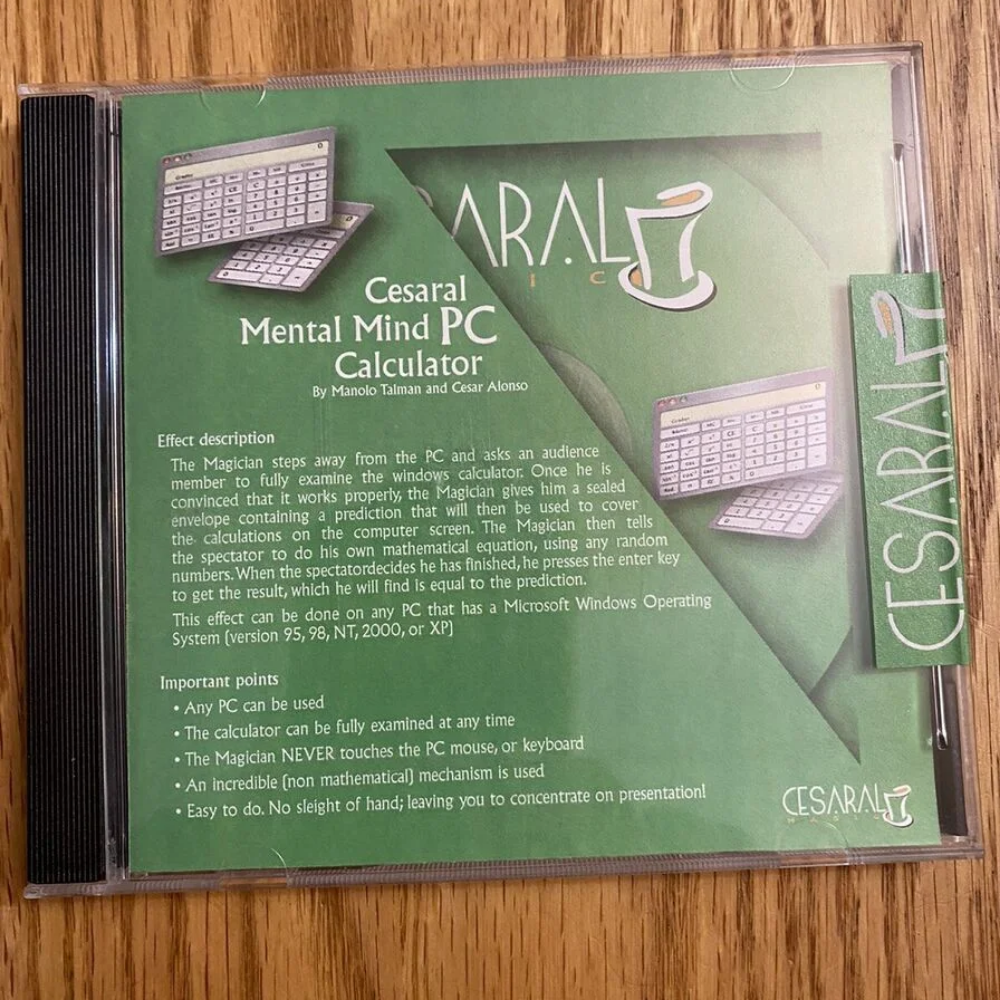 ARAL
I C
Cesaral
Mental Mind PC
Calculator
By Manolo Talman and Cesar Alonso
Effect description
The Magician steps away from the PC and asks an audience
member to fully examine the windows calculator. Once he is
convinced that it works properly, the Magician gives him a sealed
envelope containing a prediction that will then be used to cover
the calculations on the computer screen. The Magician then tells
the spectator to do his own mathematical equation, using any random
numbers. When the spectatordecides he has finished, he presses the enter key
to get the result, which he will find is equal to the prediction.
This effect can be done on any PC that has a Microsoft Windows Operating
System (version 95, 98, NT, 2000, or XP)
Important points
• Any PC can be used
• The calculator can be fully examined at any time
• The Magician NEVER touches the PC mouse, or keyboard
• An incredible (non mathematical) mechanism is used
• Easy to do. No sleight of hand; leaving you to concentrate on presentation!
CESARAL
CESARAL